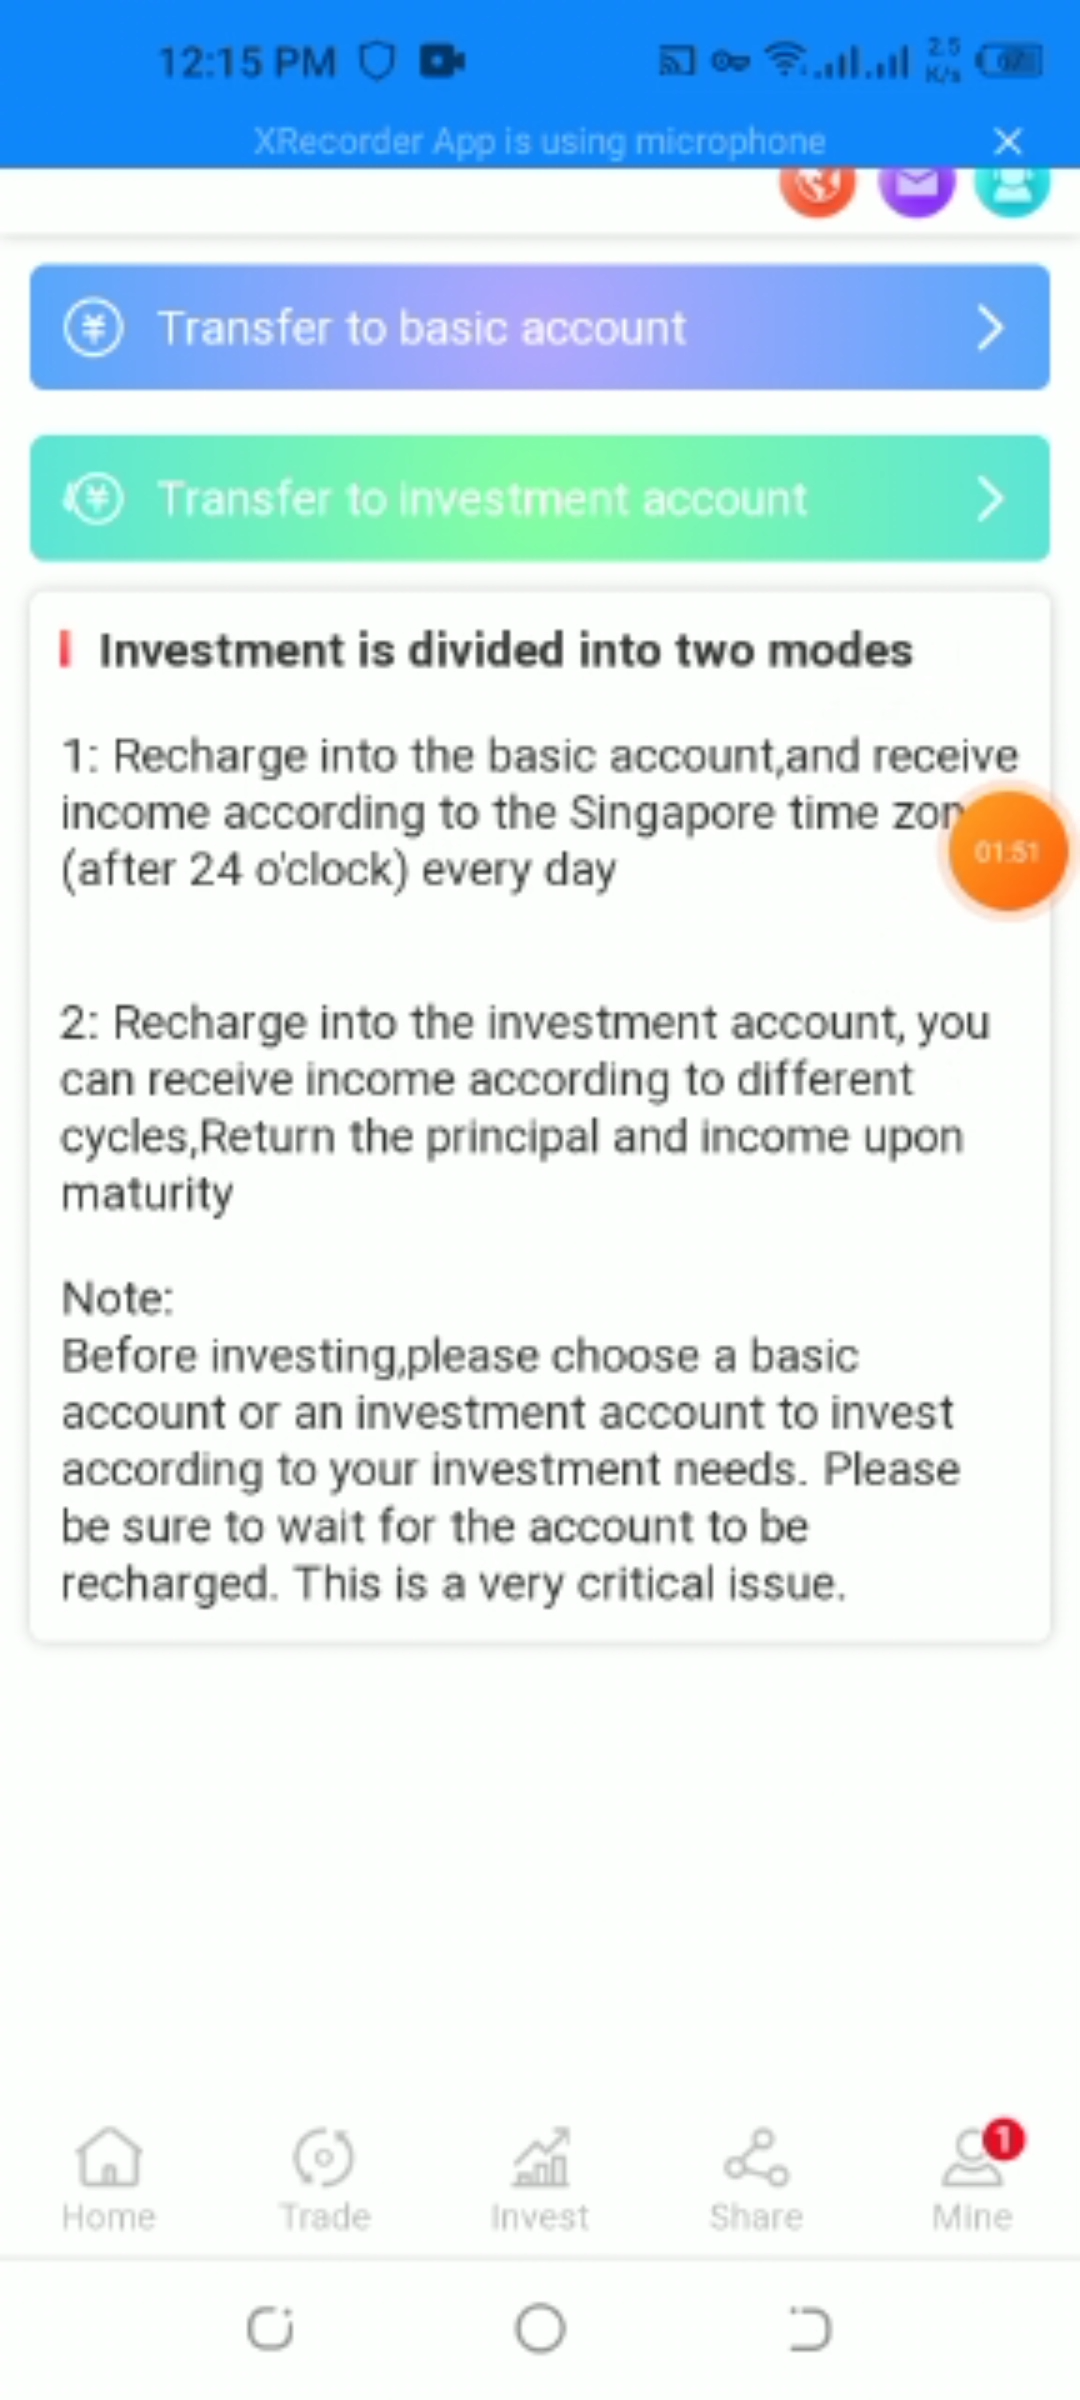 12:15 PM
2.5
K/s
XRecorder App is using microphone
Transfer to basic account
Transfer to investment account
Investment is divided into two modes
1: Recharge into the basic account,and receive
income according to the Singapore time zon
(after 24 o'clock) every day
01:51
2: Recharge into the investment account, you
can receive income according to different
cycles,Return the principal and income upon
maturity
Note:
Before investing,please choose a basic
account or an investment account to invest
according to your investment needs. Please
be sure to wait for the account to be
recharged. This is a very critical issue.
1
Home
Trade
Invest
Share
Mine